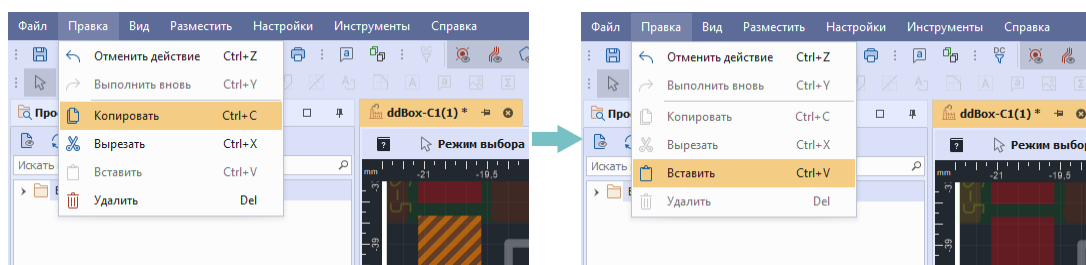 Файл Правка Вид Разместить Настройки Инструменты Справка
Отменить действие Ctrl+Z
Выполнить вновь Ctrl+Y
Копировать Ctrl+C
Вырезать Ctrl+X
Вставить Ctrl+V
Удалить Del
Про
Искать
ddBox-C1(1) *
Режим выбора
mm -21 -19,5
-39
Файл Правка Вид Разместить Настройки Инструменты Справка
Отменить действие Ctrl+Z
Выполнить вновь Ctrl+Y
Копировать Ctrl+C
Вырезать Ctrl+X
Вставить Ctrl+V
Удалить Del
DC
Про
Искать
ddBox-C1(1) *
Режим выбор
mm -21 -19,5
-39